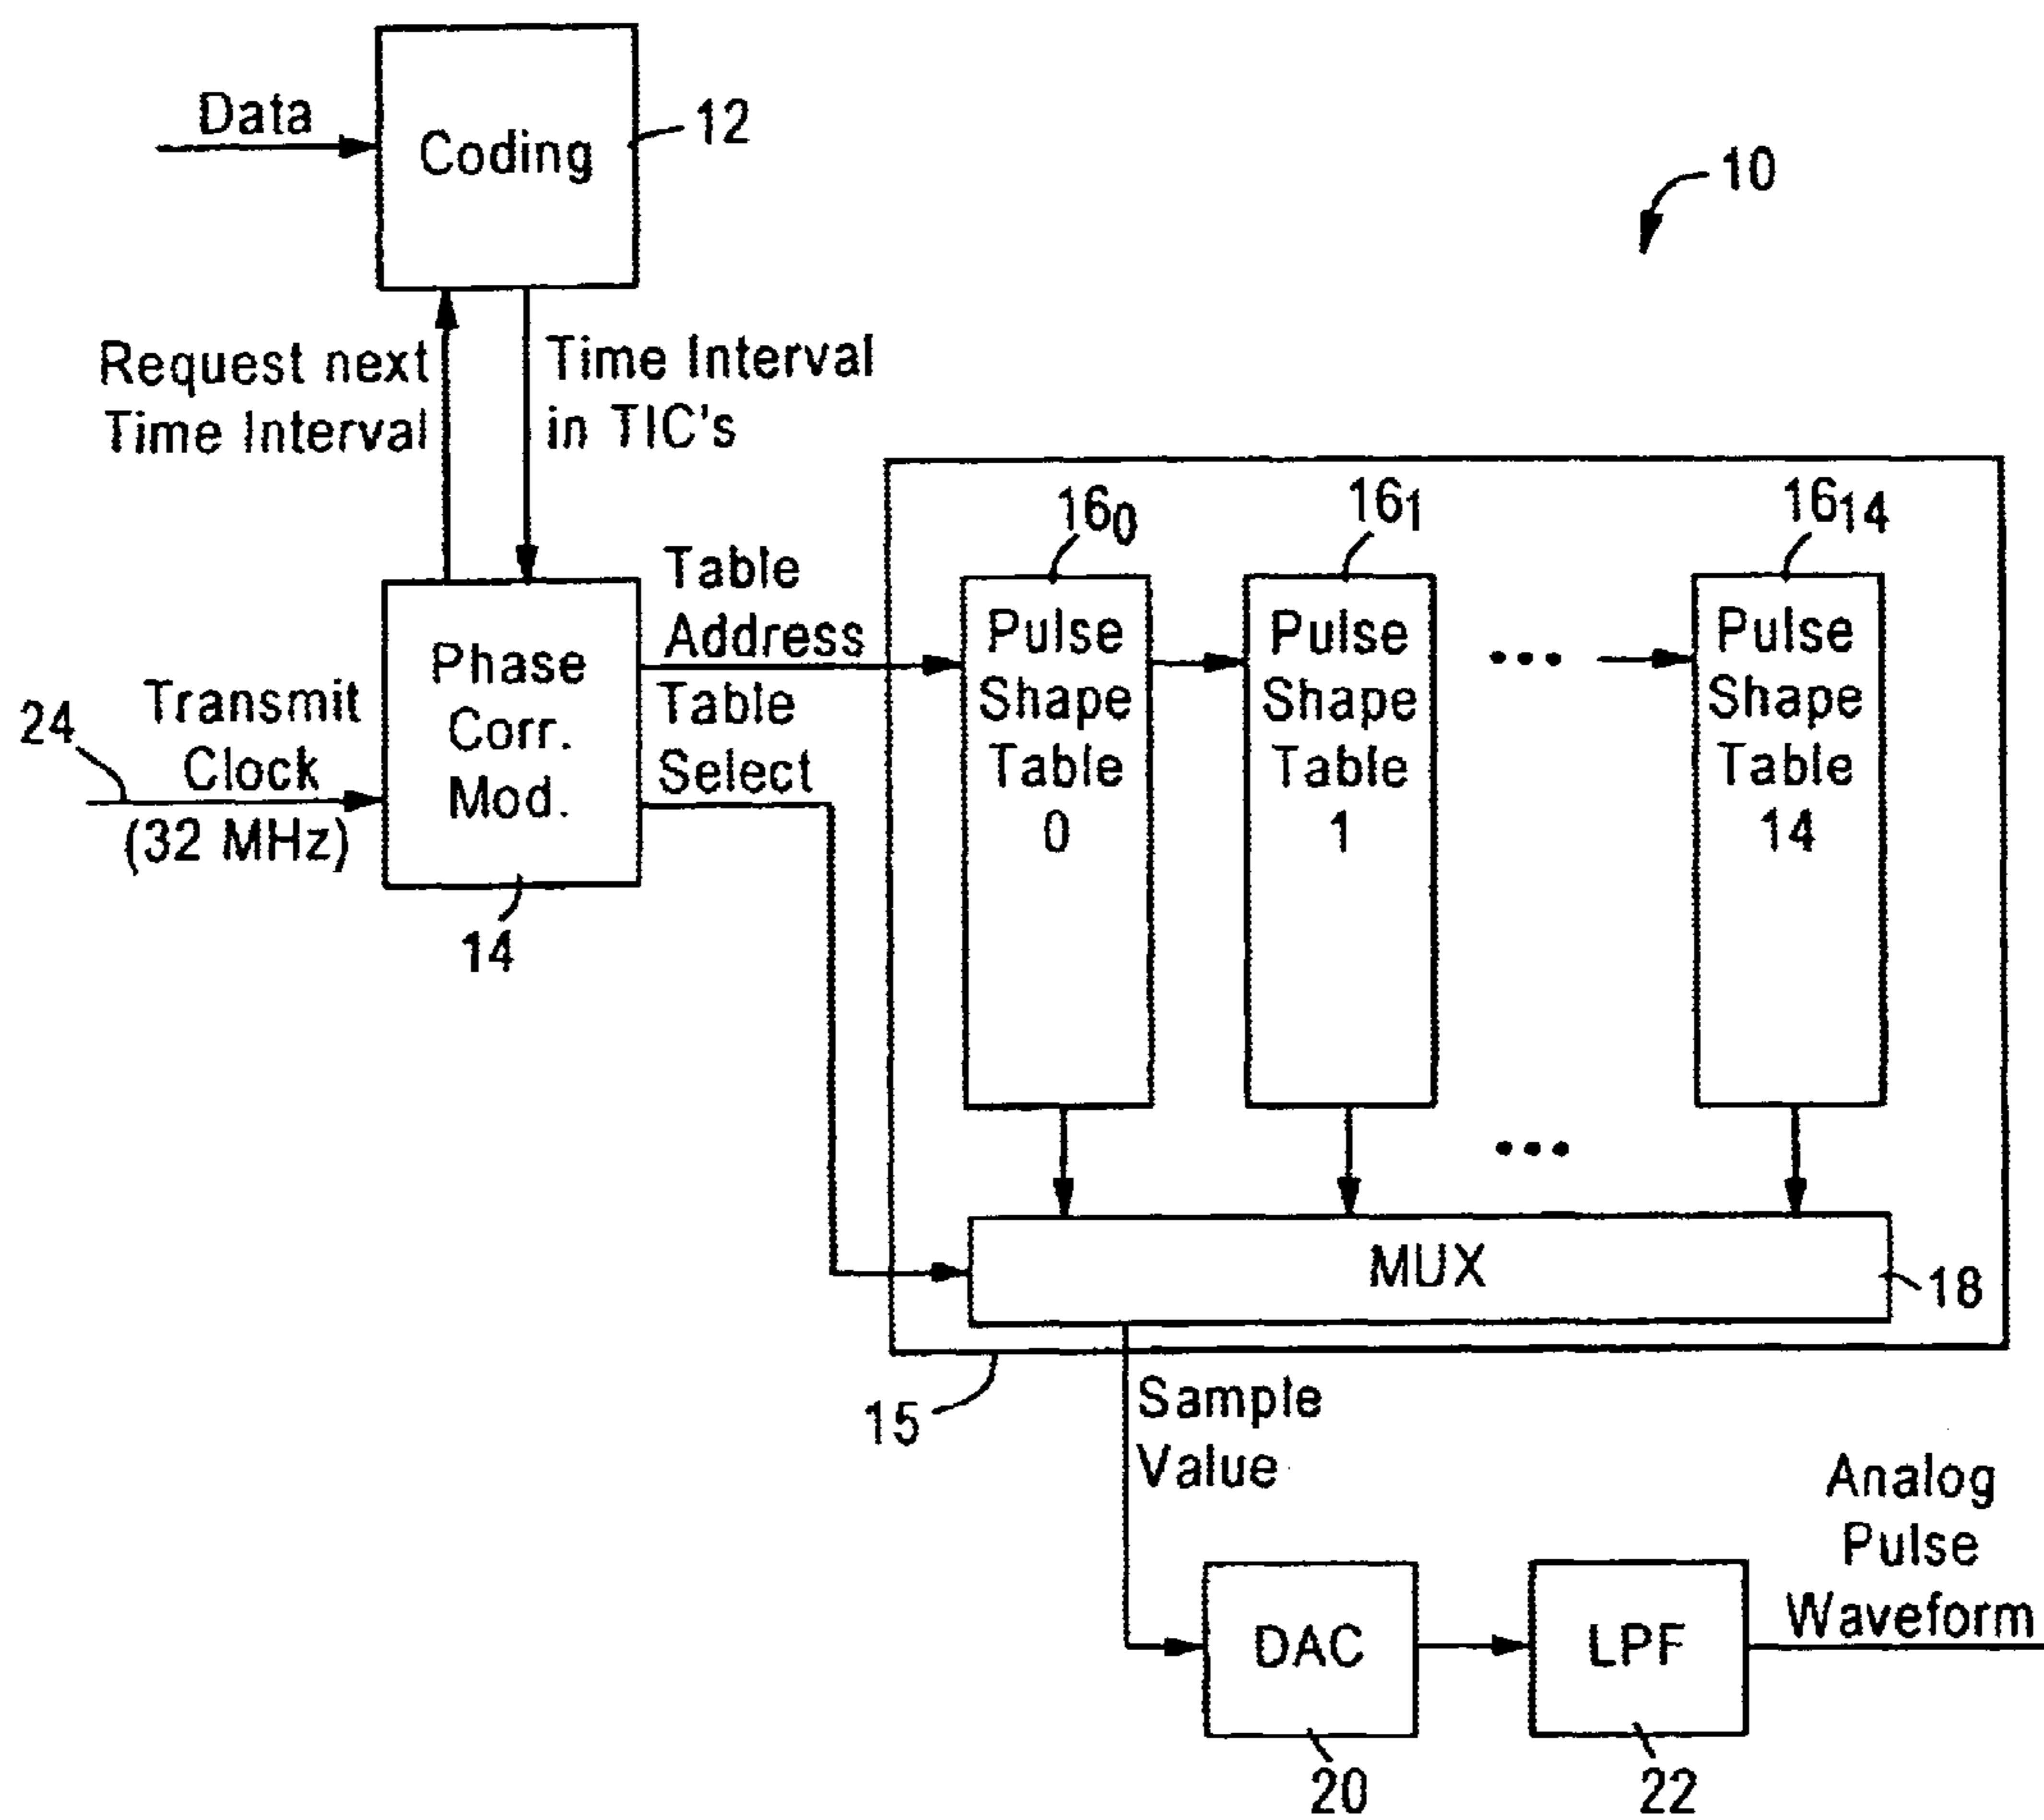 Data
Coding
12
10
Request next
Time Interval
Time Interval
in TIC's
16₀
16₁
16₁₄
Table
Address
Table
Select
Phase
Corr.
Mod.
24
Transmit
Clock
(32 MHz)
14
Pulse
Shape
Table
0
Pulse
Shape
Table
1
...
Pulse
Shape
Table
14
...
MUX
18
15
Sample
Value
Analog
Pulse
Waveform
DAC
LPF
20
22